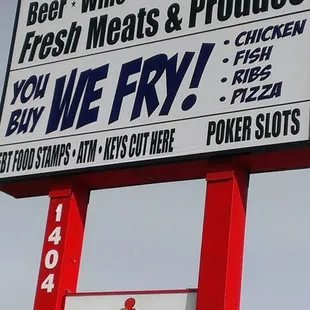 Beer * Wine
Fresh Meats & Produce
YOU BUY WE FRY!
• CHICKEN
• FISH
• RIBS
• PIZZA
EBT FOOD STAMPS • ATM • KEYS CUT HERE
POKER SLOTS
1404